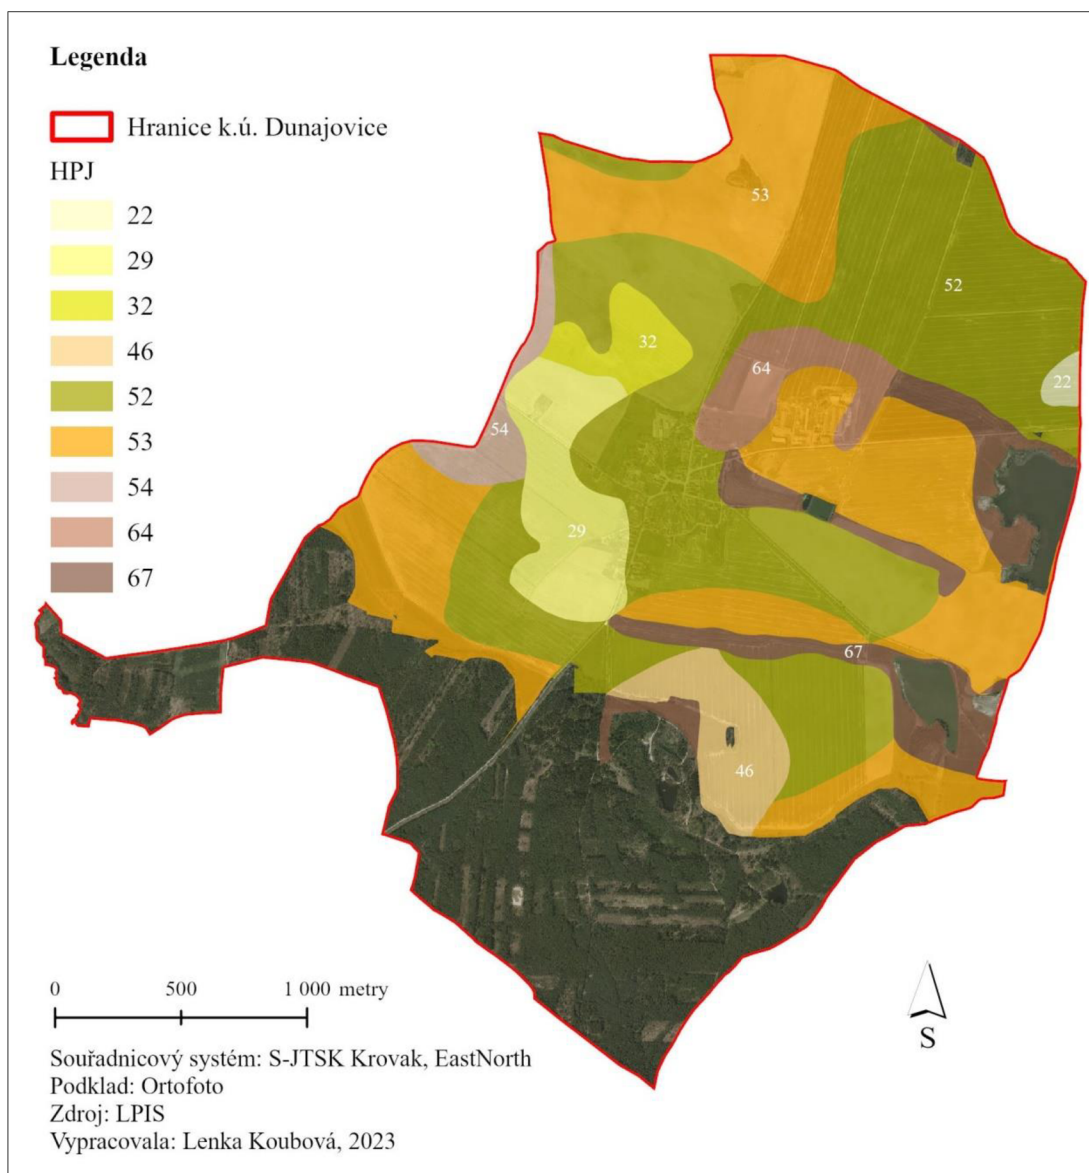 Legenda
Hranice k.ú. Dunajovice
HPJ
22
29
32
46
52
53
54
64
67
53
52
32
64
22
54
29
67
46
0 500 1 000 metry
S
Souřadnicový systém: S-JTSK Krovak, EastNorth
Podklad: Ortofoto
Zdroj: LPIS
Vypracovala: Lenka Koubová, 2023